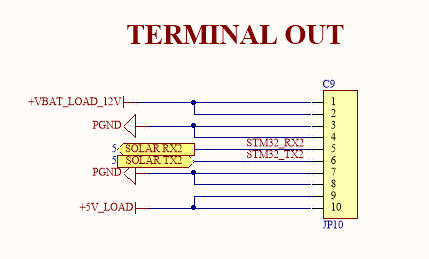 TERMINAL OUT
C9
+VBAT_LOAD_12V
1
2
PGND
3
4
STM32_RX2
5
SOLAR RX2
5
STM32_TX2
5
SOLAR TX2
6
PGND
7
8
9
+5V_LOAD
10
JP10